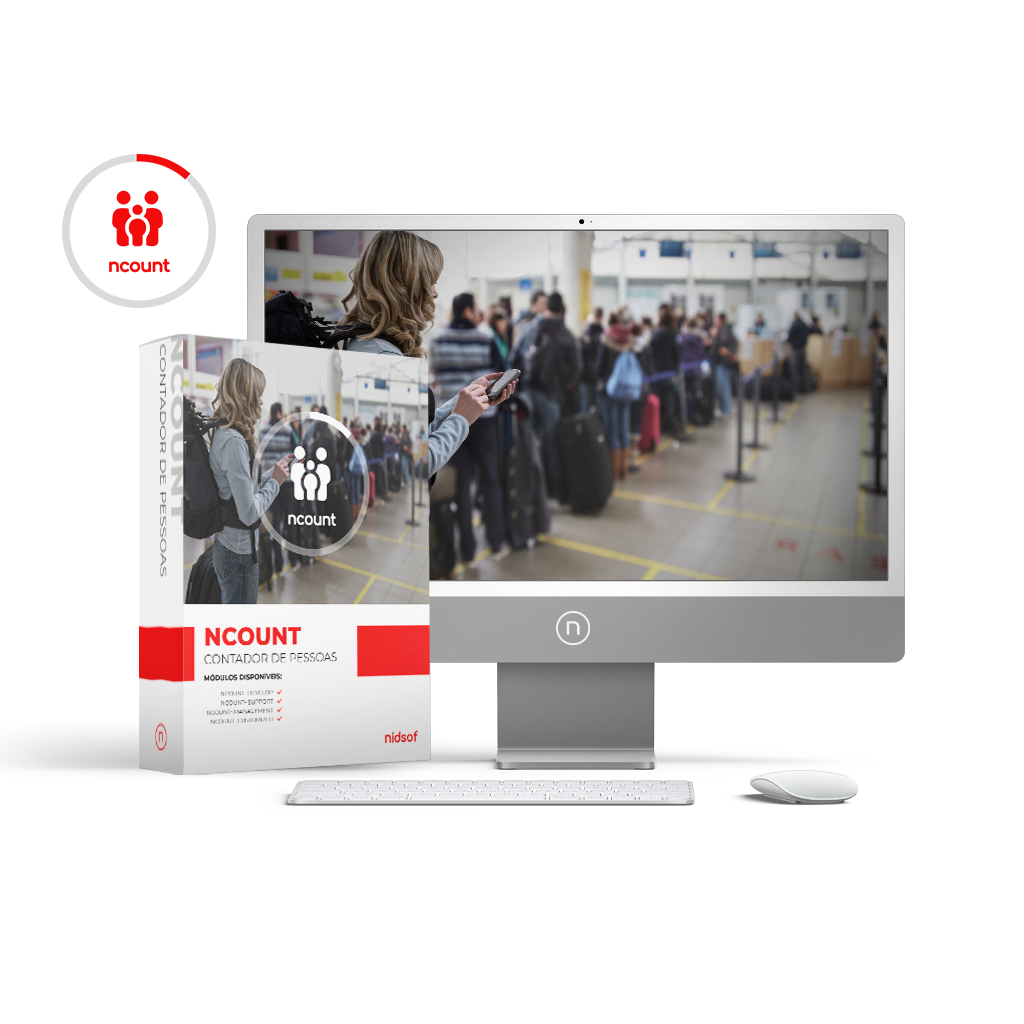 ncount
NCOUNT
CONTADOR DE PESSOAS
ncount
NCOUNT
CONTADOR DE PESSOAS
MÓDULOS DISPONÍVEIS:
NCOUNT-DEVELOP
NCOUNT-SUPPORT
NCOUNT-MANAGEMENT
NCOUNT-CUSTOMIZED
nidsof
n
n